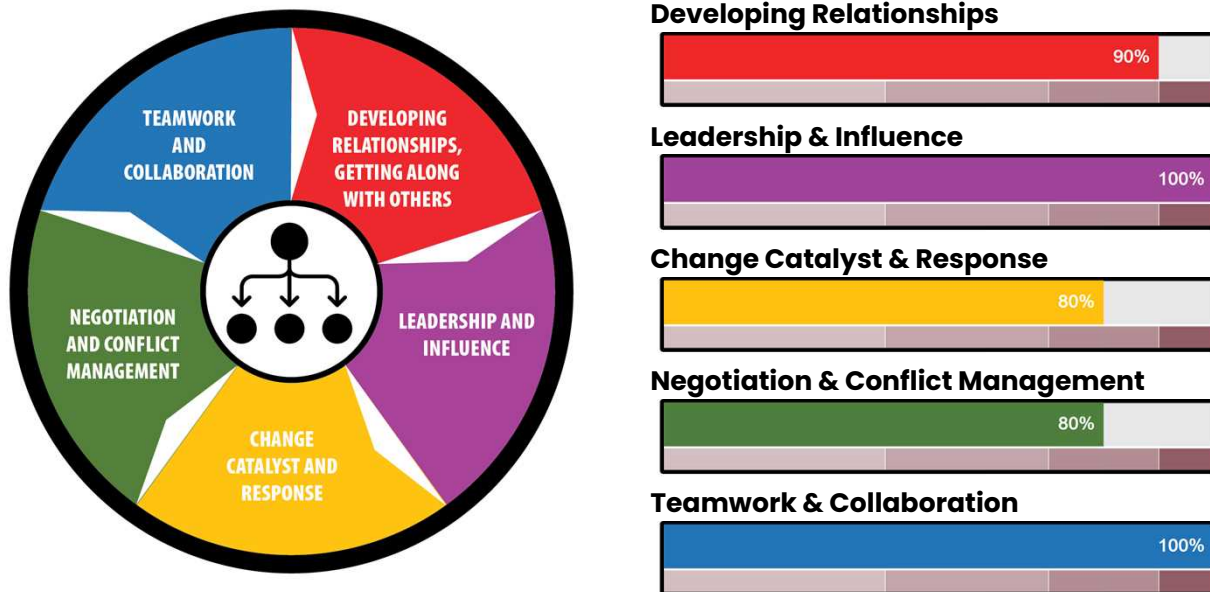 TEAMWORK
AND
COLLABORATION
DEVELOPING
RELATIONSHIPS,
GETTING ALONG
WITH OTHERS
NEGOTIATION
AND CONFLICT
MANAGEMENT
LEADERSHIP AND
INFLUENCE
CHANGE
CATALYST AND
RESPONSE
Developing Relationships
90%
Leadership & Influence
100%
Change Catalyst & Response
80%
Negotiation & Conflict Management
80%
Teamwork & Collaboration
100%